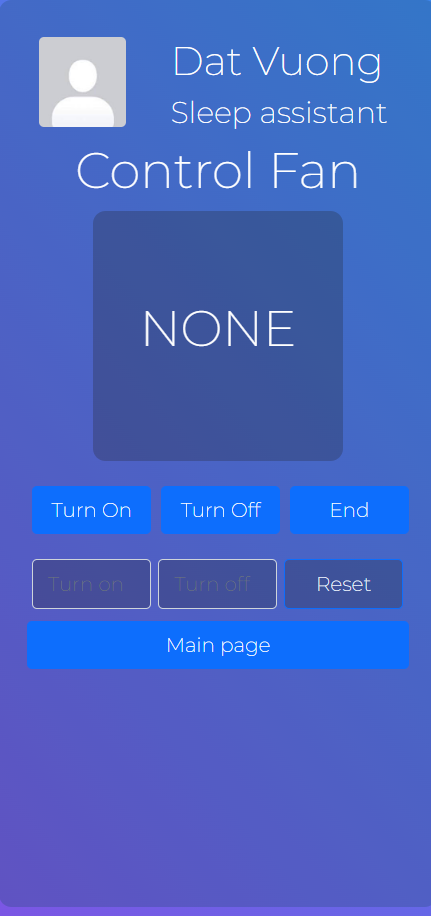 Dat Vuong
Sleep assistant
Control Fan
NONE
Turn On Turn Off End
Turn on Turn off Reset
Main page